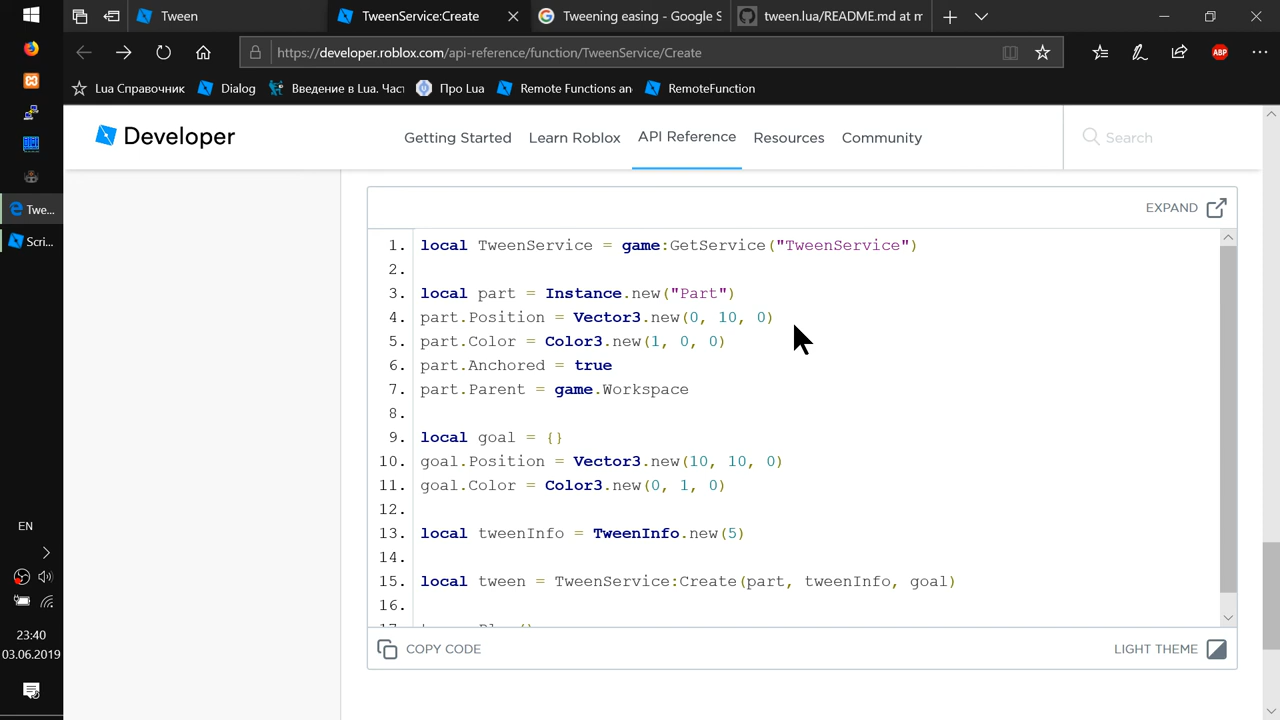 Tween
TweenService:Create
Tweening easing - Google S
tween.lua/README.md at m
https://developer.roblox.com/api-reference/function/TweenService/Create
ABP
Lua Справочник
Dialog
Введение в Lua. Част
Про Lua
Remote Functions an
RemoteFunction
Developer
Getting Started
Learn Roblox
API Reference
Resources
Community
Search
EXPAND
1. local TweenService = game:GetService("TweenService")
2.
3. local part = Instance.new("Part")
4. part.Position = Vector3.new(0, 10, 0)
5. part.Color = Color3.new(1, 0, 0)
6. part.Anchored = true
7. part.Parent = game.Workspace
8.
9. local goal = {}
10. goal.Position = Vector3.new(10, 10, 0)
11. goal.Color = Color3.new(0, 1, 0)
12.
13. local tweenInfo = TweenInfo.new(5)
14.
15. local tween = TweenService:Create(part, tweenInfo, goal)
16.
COPY CODE
LIGHT THEME
Twe...
Scri...
EN
23:40
03.06.2019